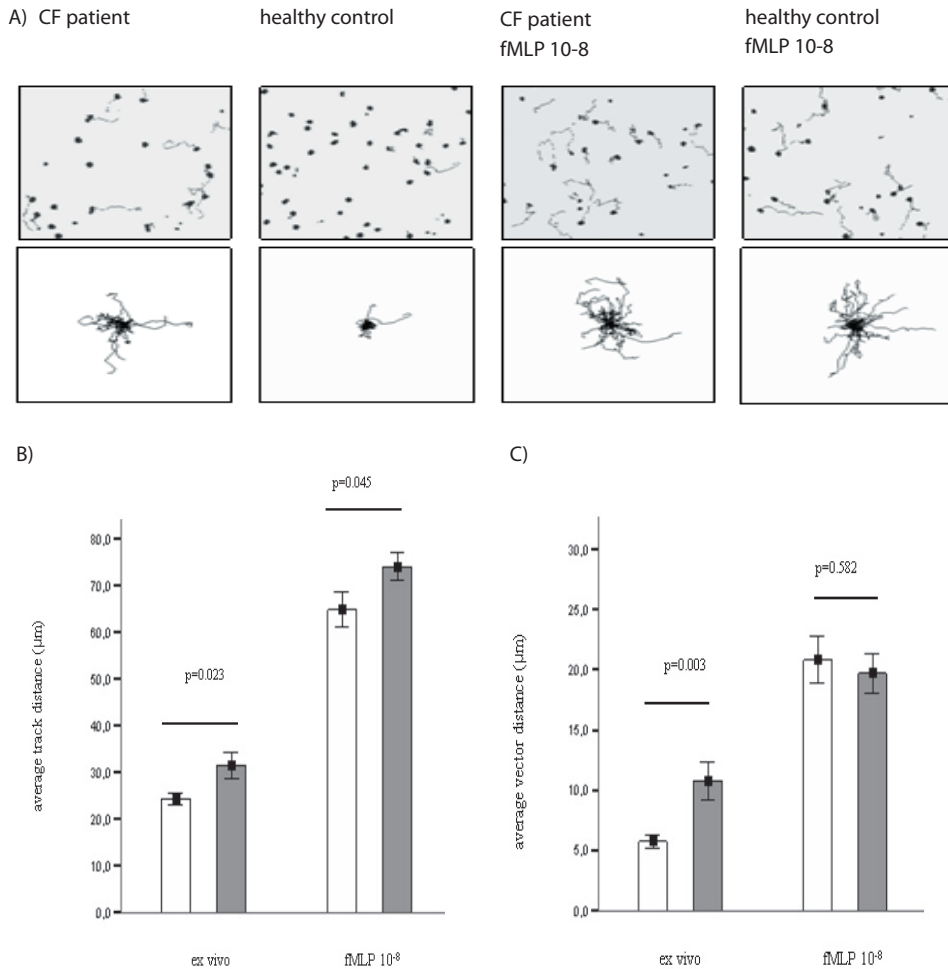 A) CF patient
healthy control
CF patient
fMLP 10-8
healthy control
fMLP 10-8
B)
average track distance (µm)
80,0
70,0
60,0
50,0
40,0
30,0
20,0
10,0
0,0
p=0.023
p=0.045
ex vivo
fMLP 10⁻⁸
C)
average vector distance (µm)
30,0
25,0
20,0
15,0
10,0
5,0
0,0
p=0.003
p=0.582
ex vivo
fMLP 10⁻⁸